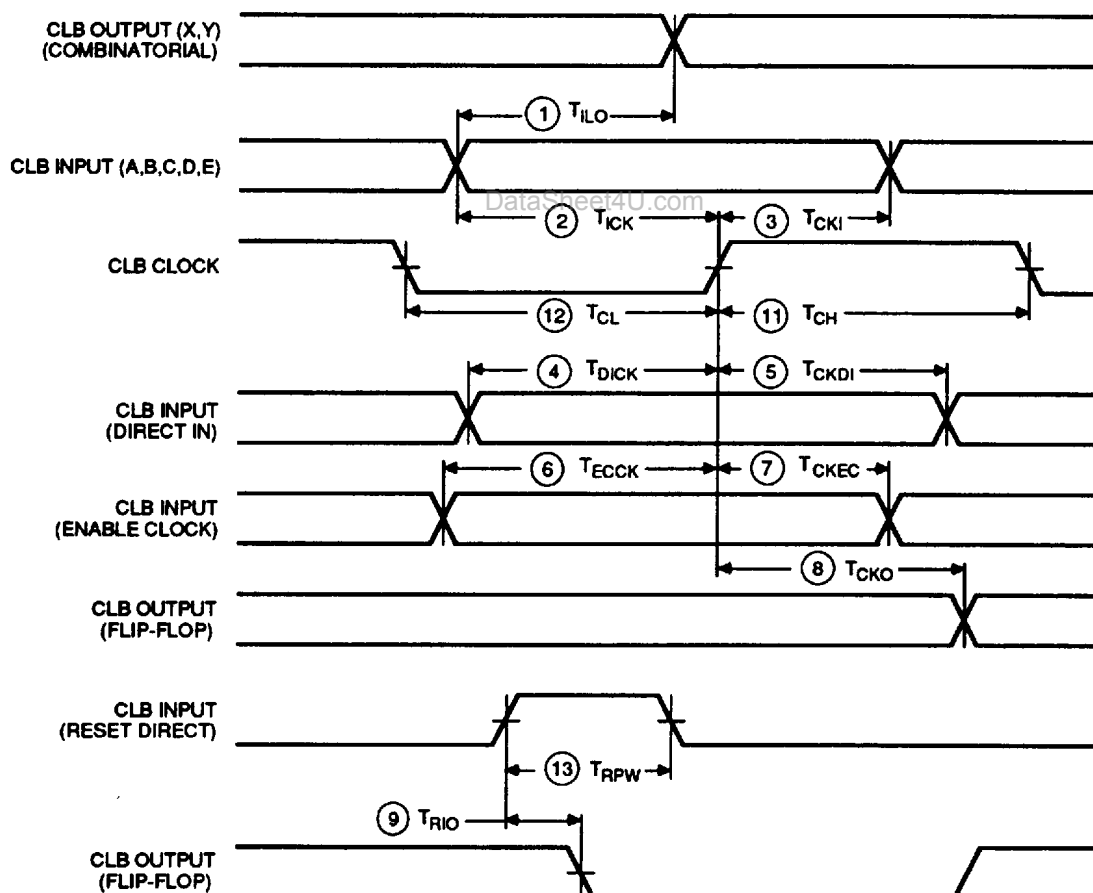 CLB OUTPUT (X,Y)
(COMBINATORIAL)
1 TILO
CLB INPUT (A,B,C,D,E)
DataSheet4U.com
2 TICK
3 TCKI
CLB CLOCK
12 TCL
11 TCH
4 TDICK
5 TCKDI
CLB INPUT
(DIRECT IN)
6 TECCK
7 TCKEC
CLB INPUT
(ENABLE CLOCK)
8 TCKO
CLB OUTPUT
(FLIP-FLOP)
CLB INPUT
(RESET DIRECT)
13 TRPW
9 TRIO
CLB OUTPUT
(FLIP-FLOP)